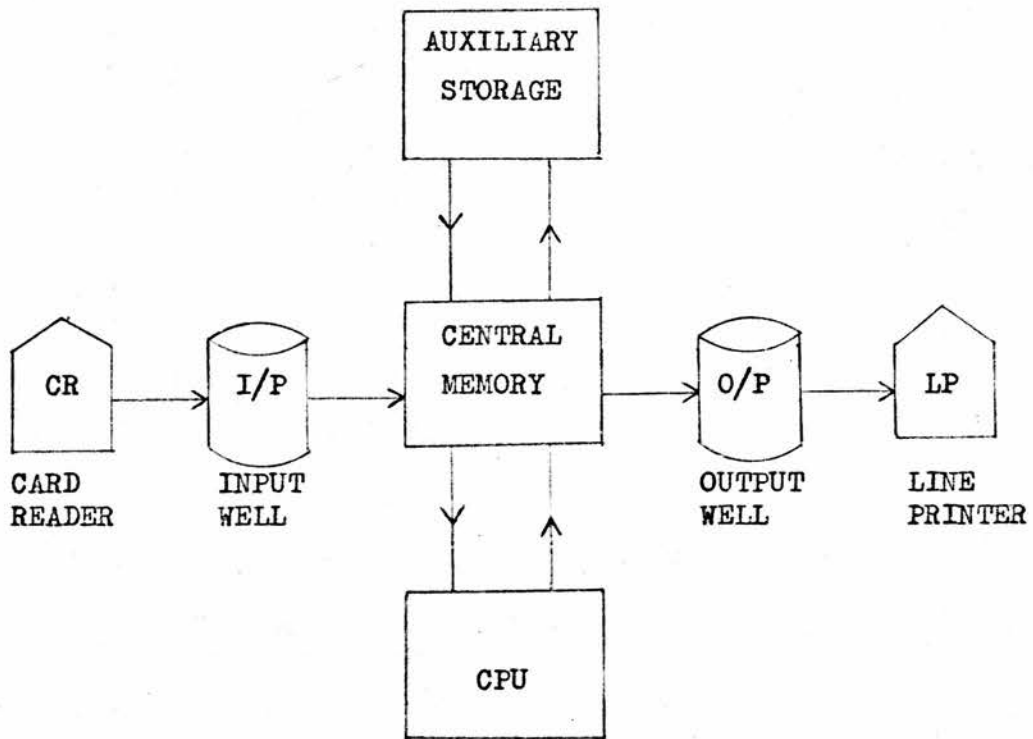 AUXILIARY
STORAGE
CENTRAL
MEMORY
CR
I/P
O/P
LP
CARD
READER
INPUT
WELL
OUTPUT
WELL
LINE
PRINTER
CPU